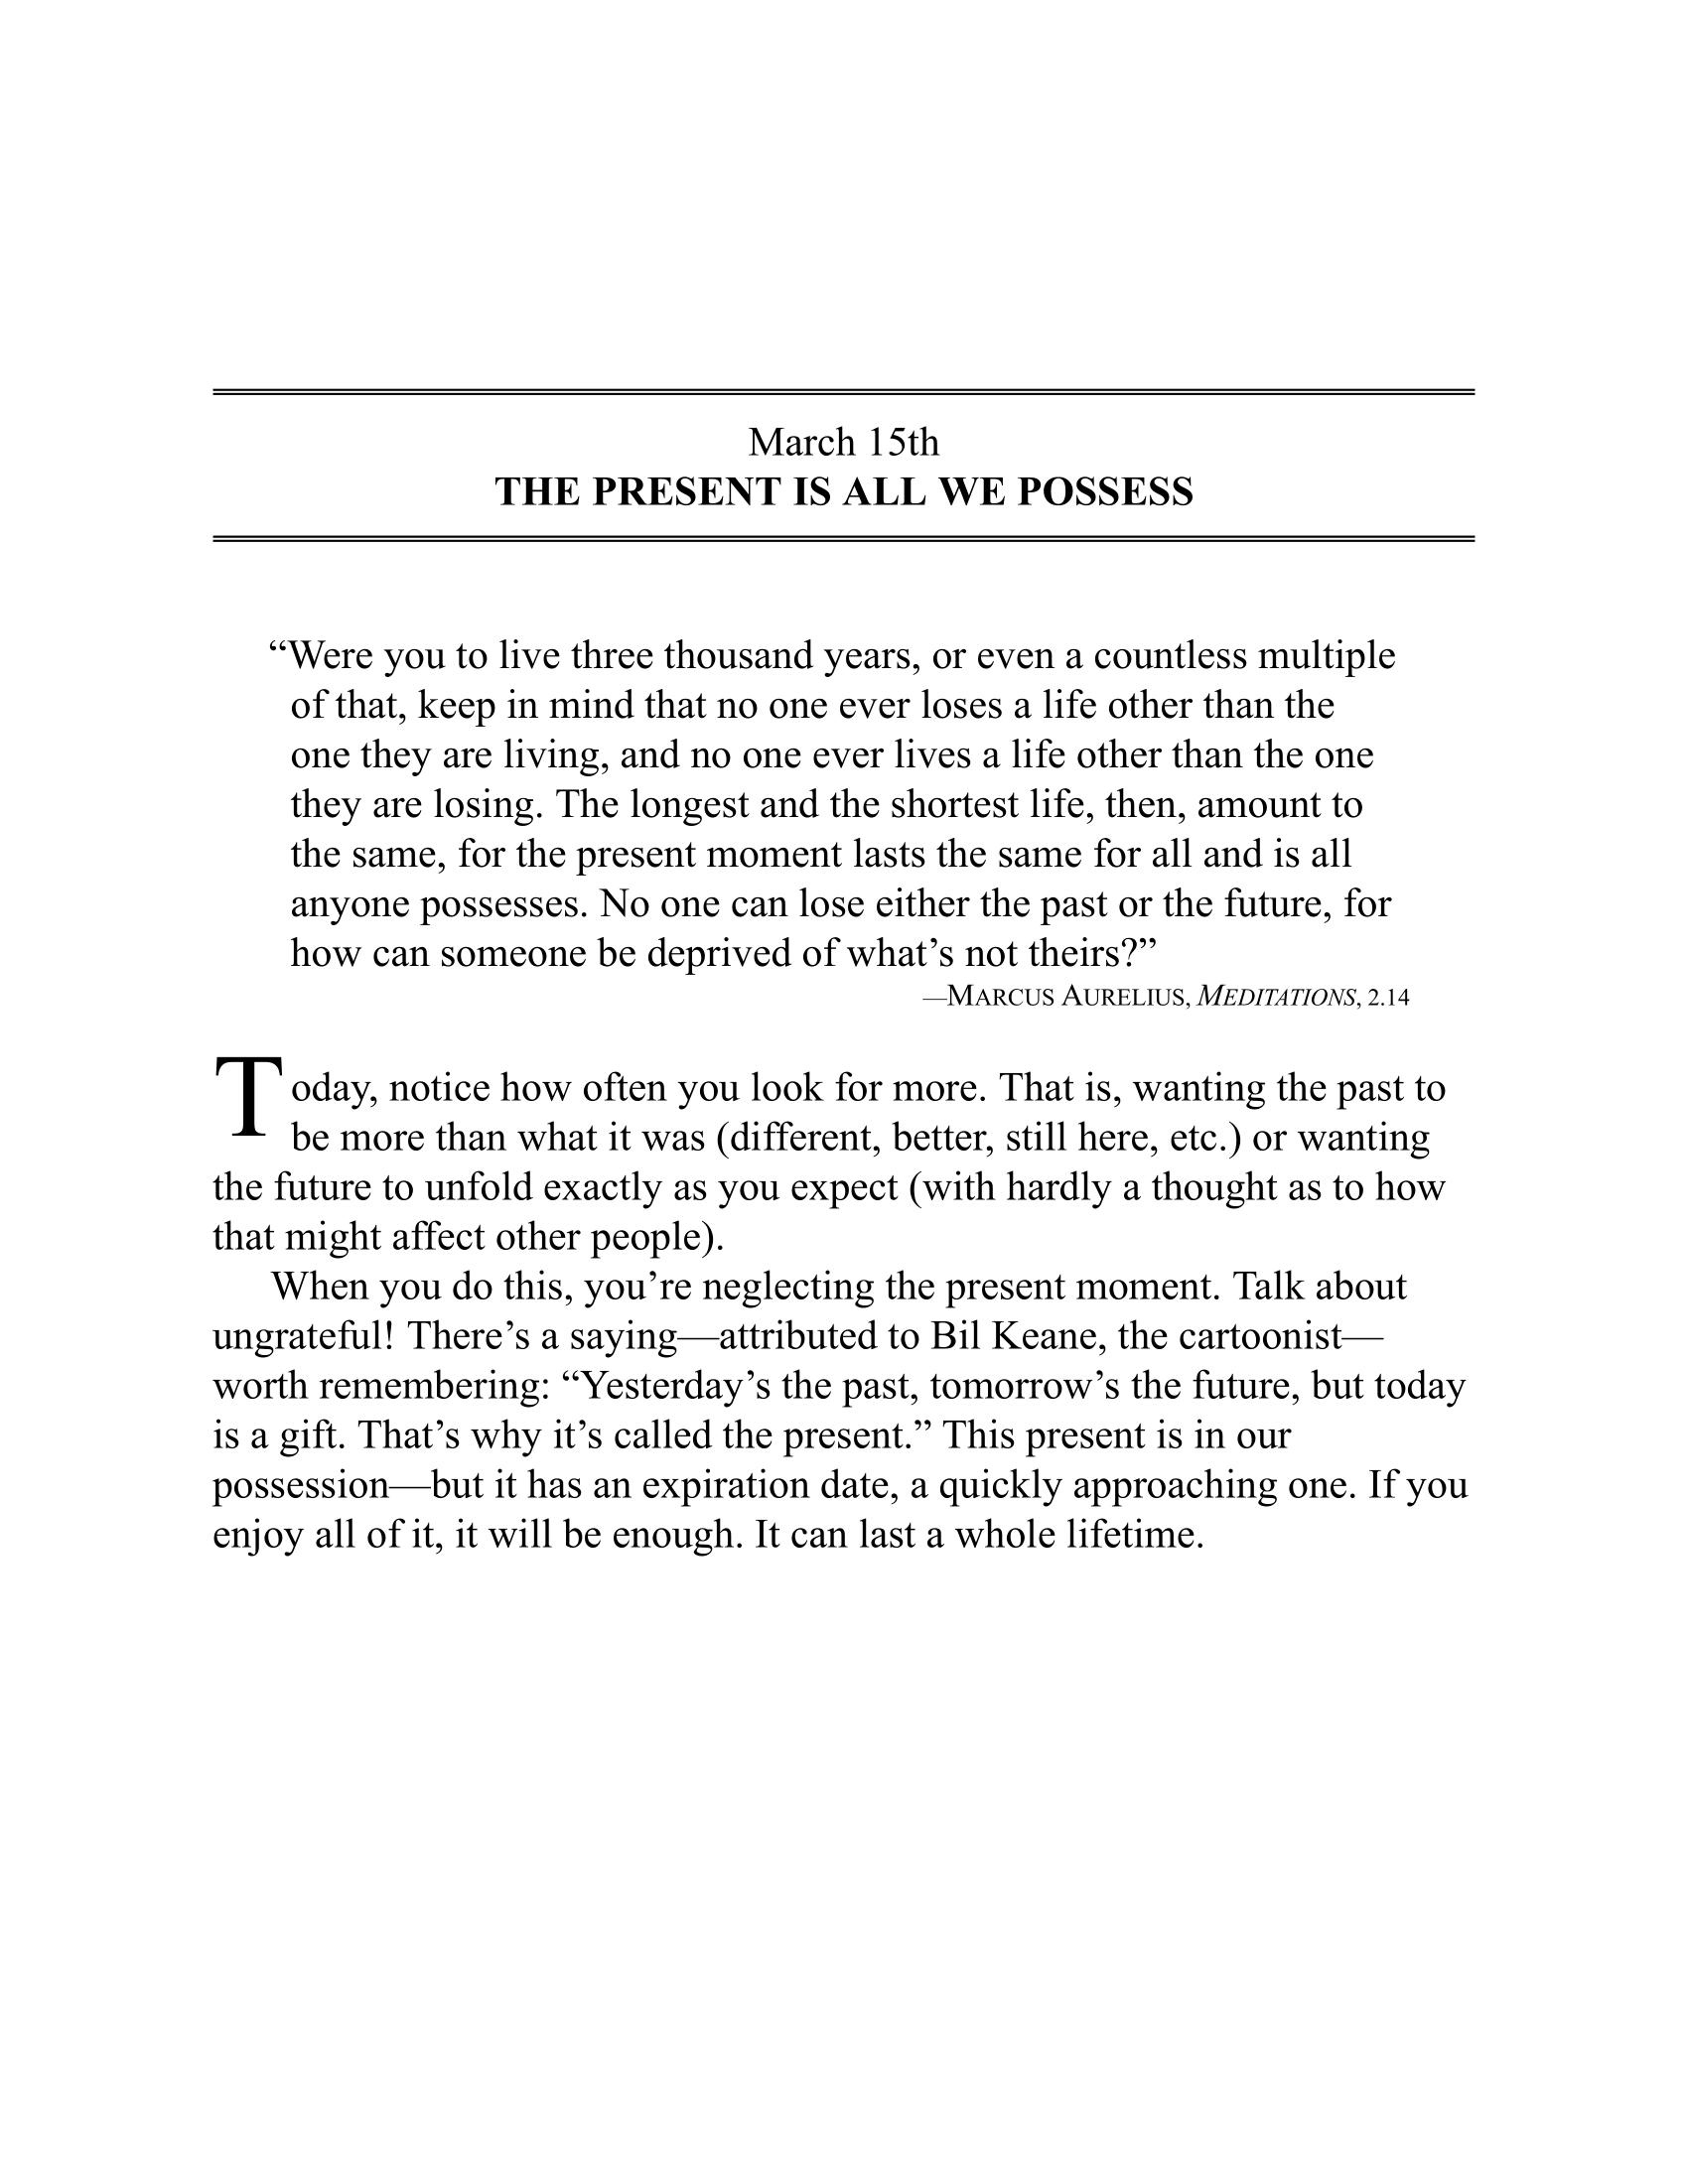 March 15th
THE PRESENT IS ALL WE POSSESS
“Were you to live three thousand years, or even a countless multiple
of that, keep in mind that no one ever loses a life other than the
one they are living, and no one ever lives a life other than the one
they are losing. The longest and the shortest life, then, amount to
the same, for the present moment lasts the same for all and is all
anyone possesses. No one can lose either the past or the future, for
how can someone be deprived of what’s not theirs?”
—MARCUS AURELIUS, MEDITATIONS, 2.14
Today, notice how often you look for more. That is, wanting the past to
be more than what it was (different, better, still here, etc.) or wanting
the future to unfold exactly as you expect (with hardly a thought as to how
that might affect other people).
When you do this, you’re neglecting the present moment. Talk about
ungrateful! There’s a saying—attributed to Bil Keane, the cartoonist—
worth remembering: “Yesterday’s the past, tomorrow’s the future, but today
is a gift. That’s why it’s called the present.” This present is in our
possession—but it has an expiration date, a quickly approaching one. If you
enjoy all of it, it will be enough. It can last a whole lifetime.